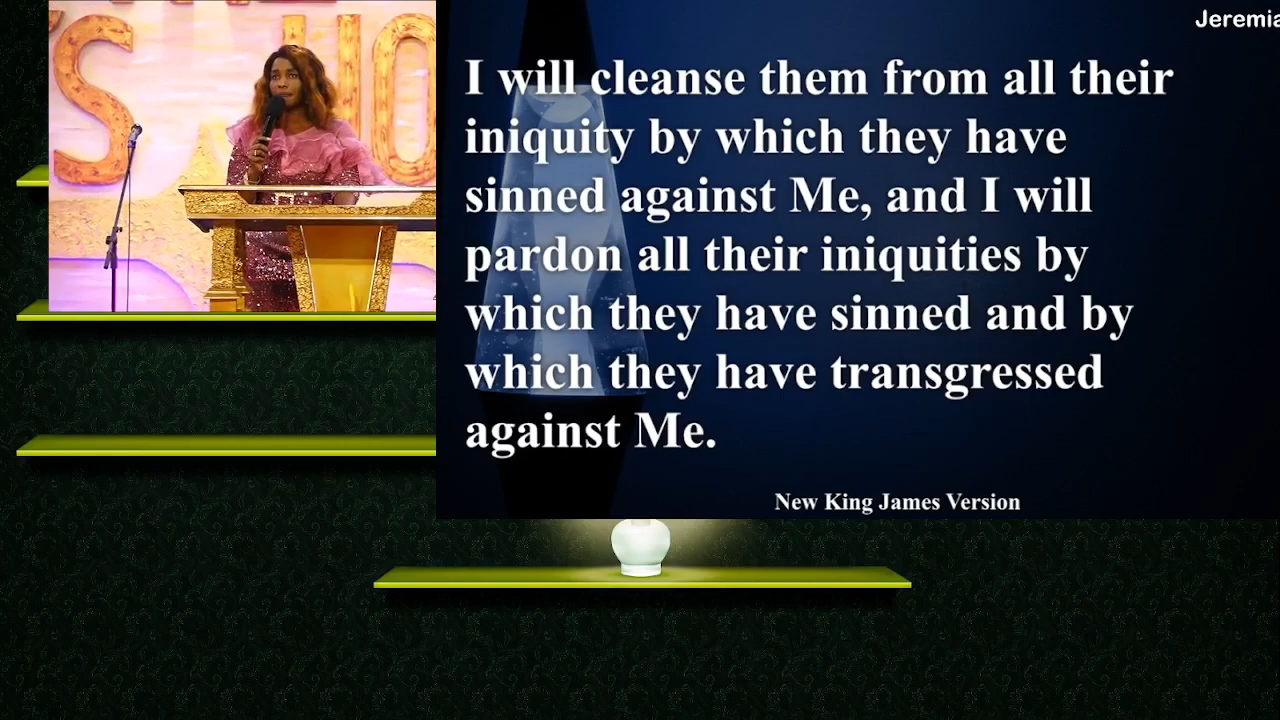 Jeremia
S HO
I will cleanse them from all their
iniquity by which they have
sinned against Me, and I will
pardon all their iniquities by
which they have sinned and by
which they have transgressed
against Me.
New King James Version